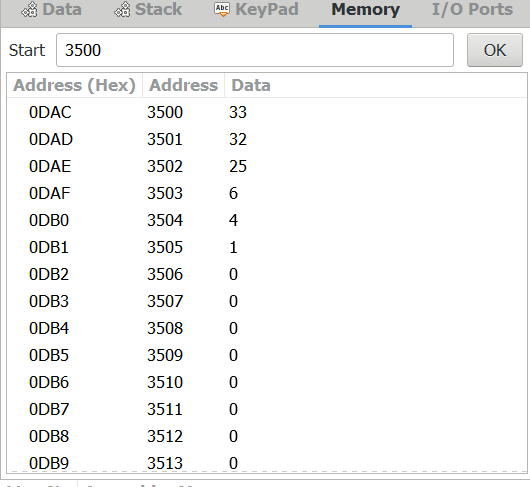 Data Stack Abc KeyPad Memory I/O Ports
Start 3500 OK
Address (Hex) Address Data
0DAC 3500 33
0DAD 3501 32
0DAE 3502 25
0DAF 3503 6
0DB0 3504 4
0DB1 3505 1
0DB2 3506 0
0DB3 3507 0
0DB4 3508 0
0DB5 3509 0
0DB6 3510 0
0DB7 3511 0
0DB8 3512 0
0DB9 3513 0